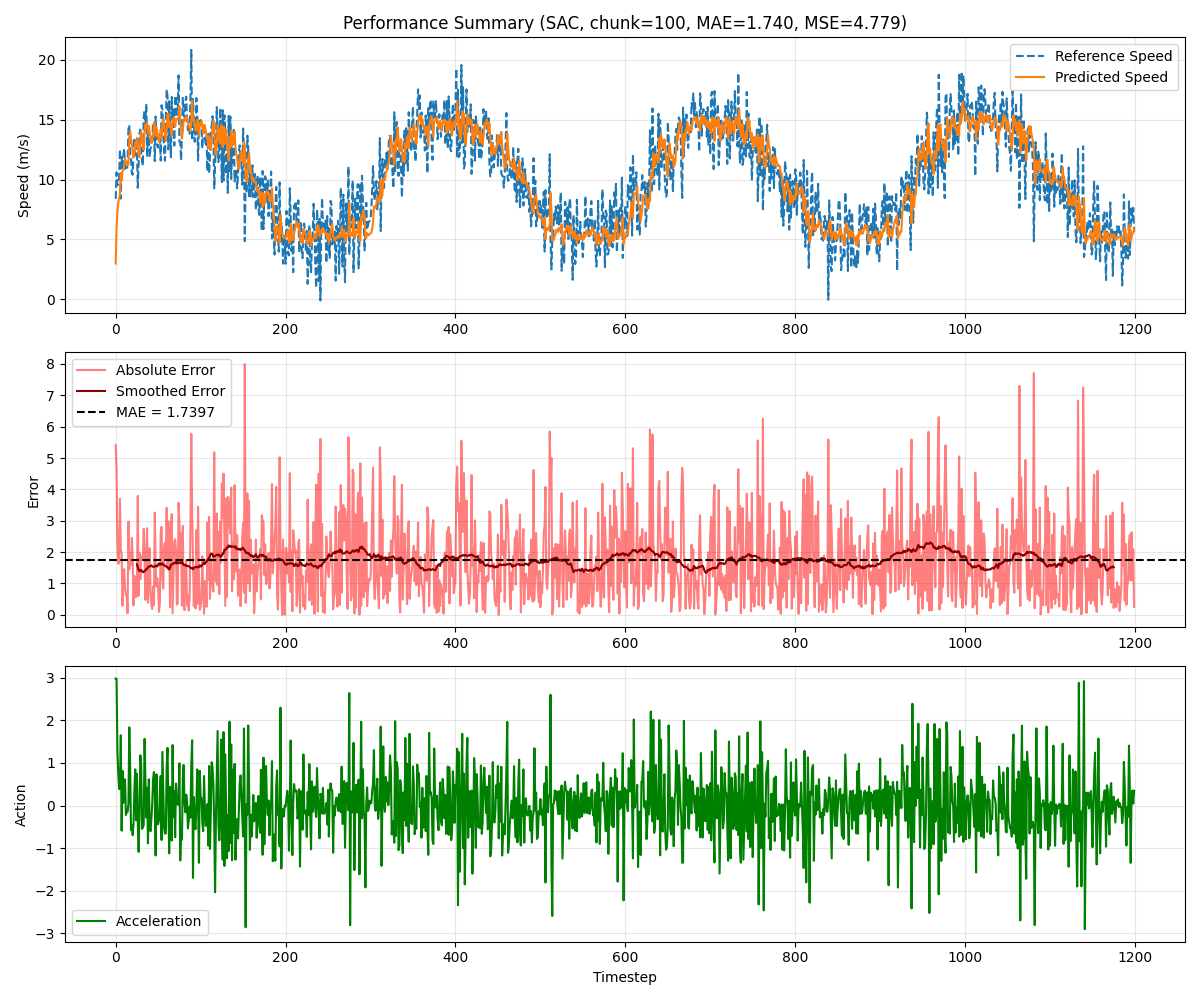 Performance Summary (SAC, chunk=100, MAE=1.740, MSE=4.779)
Speed (m/s)
20
15
10
5
0
Reference Speed
Predicted Speed
0 200 400 600 800 1000 1200
Error
8
7
6
5
4
3
2
1
0
Absolute Error
Smoothed Error
MAE = 1.7397
0 200 400 600 800 1000 1200
Action
3
2
1
0
−1
−2
−3
Acceleration
0 200 400 600 800 1000 1200
Timestep